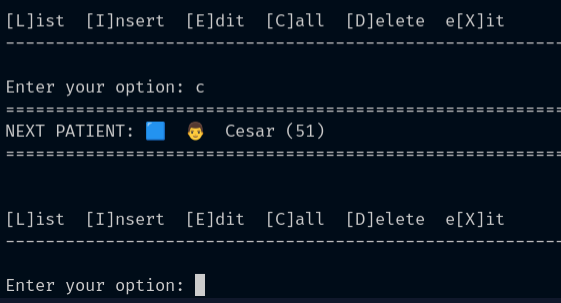 [L]ist  [I]nsert  [E]dit  [C]all  [D]elete  e[X]it
--------------------------------------------------------
Enter your option: c
========================================================
NEXT PATIENT: 🟦  👨  Cesar (51)
========================================================
[L]ist  [I]nsert  [E]dit  [C]all  [D]elete  e[X]it
--------------------------------------------------------
Enter your option: